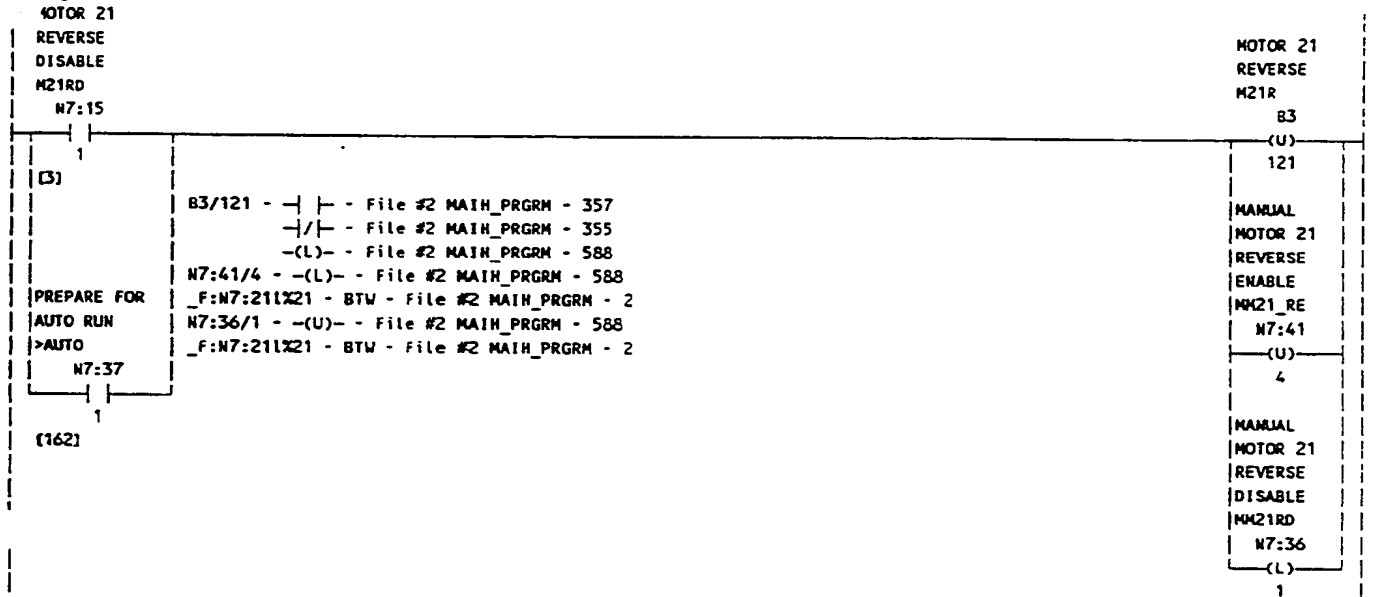 MOTOR 21
REVERSE
DISABLE
M21RD
N7:15
] [
1
[3]
PREPARE FOR
AUTO RUN
>AUTO
N7:37
] [
1
[162]
B3/121 - ] [ - File #2 MAIN_PRGRM - 357
]/[ - File #2 MAIN_PRGRM - 355
-(L)- - File #2 MAIN_PRGRM - 588
N7:41/4 - -(L)- - File #2 MAIN_PRGRM - 588
_F:N7:211%21 - BTW - File #2 MAIN_PRGRM - 2
N7:36/1 - -(U)- - File #2 MAIN_PRGRM - 588
_F:N7:211%21 - BTW - File #2 MAIN_PRGRM - 2
MOTOR 21
REVERSE
M21R
B3
(U)
121
MANUAL
MOTOR 21
REVERSE
ENABLE
MM21_RE
N7:41
(U)
4
MANUAL
MOTOR 21
REVERSE
DISABLE
MM21RD
N7:36
(L)
1